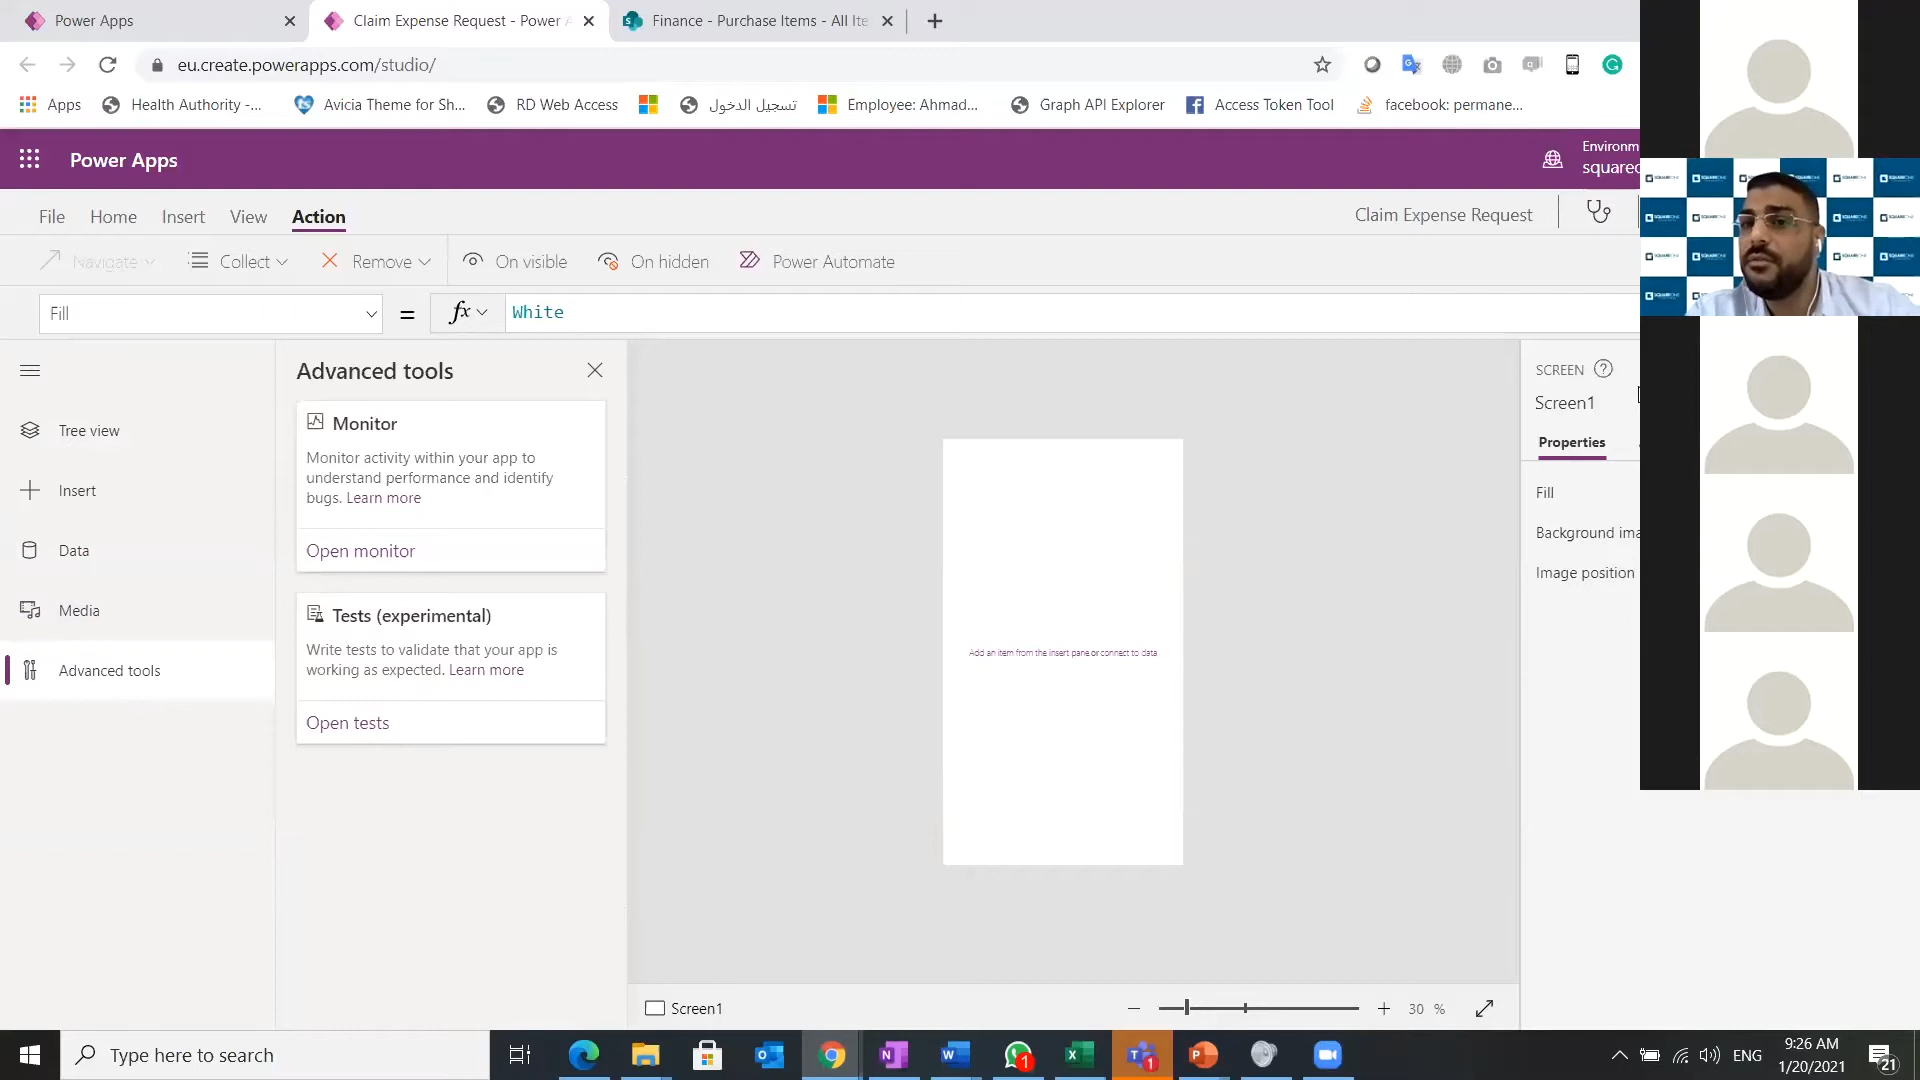 Power Apps
Claim Expense Request - Power A
Finance - Purchase Items - All Ite
eu.create.powerapps.com/studio/
Apps
Health Authority -...
Avicia Theme for Sh...
RD Web Access
تسجيل الدخول
Employee: Ahmad...
Graph API Explorer
Access Token Tool
facebook: permane...
Power Apps
Environm
squareo
File Home Insert View Action
Claim Expense Request
Navigate
Collect
Remove
On visible
On hidden
Power Automate
Fill
=
fx
White
Advanced tools
SCREEN
Screen1
Properties
Fill
Background ima
Image position
Tree view
Insert
Data
Media
Advanced tools
Monitor
Monitor activity within your app to
understand performance and identify
bugs. Learn more
Open monitor
Tests (experimental)
Write tests to validate that your app is
working as expected. Learn more
Open tests
Add an item from the insert pane or connect to data
Screen1
30 %
Type here to search
1
1
ENG
9:26 AM
1/20/2021
21